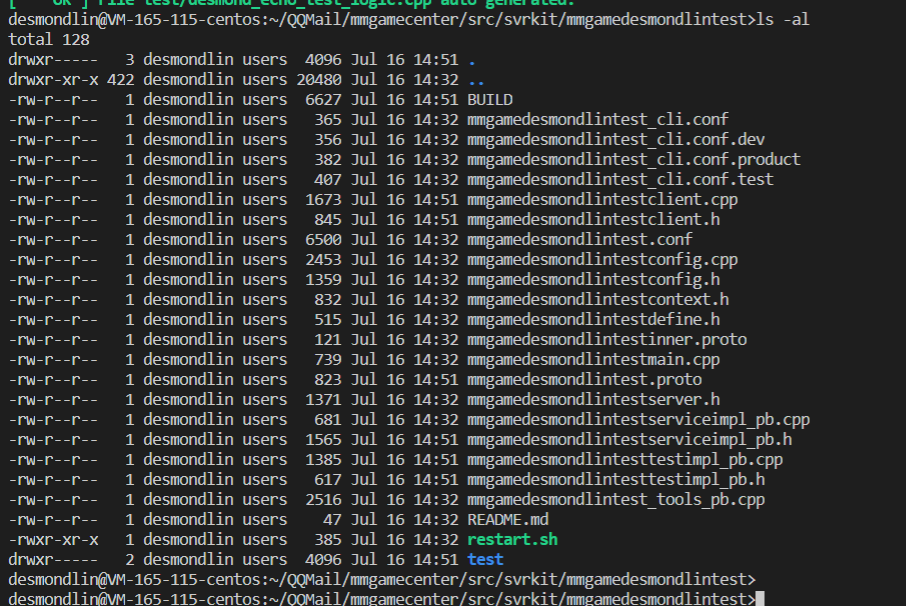 [    OK ] File test/desmond_echo_test_logic.cpp auto generated.
desmondlin@VM-165-115-centos:~/QQMail/mmgamecenter/src/svrkit/mmgamedesmondlintest>ls -al
total 128
drwxr-----   3 desmondlin users  4096 Jul 16 14:51 .
drwxr-xr-x 422 desmondlin users 20480 Jul 16 14:32 ..
-rw-r--r--   1 desmondlin users  6627 Jul 16 14:51 BUILD
-rw-r--r--   1 desmondlin users   365 Jul 16 14:32 mmgamedesmondlintest_cli.conf
-rw-r--r--   1 desmondlin users   356 Jul 16 14:32 mmgamedesmondlintest_cli.conf.dev
-rw-r--r--   1 desmondlin users   382 Jul 16 14:32 mmgamedesmondlintest_cli.conf.product
-rw-r--r--   1 desmondlin users   407 Jul 16 14:32 mmgamedesmondlintest_cli.conf.test
-rw-r--r--   1 desmondlin users  1673 Jul 16 14:51 mmgamedesmondlintestclient.cpp
-rw-r--r--   1 desmondlin users   845 Jul 16 14:51 mmgamedesmondlintestclient.h
-rw-r--r--   1 desmondlin users  6500 Jul 16 14:32 mmgamedesmondlintest.conf
-rw-r--r--   1 desmondlin users  2453 Jul 16 14:32 mmgamedesmondlintestconfig.cpp
-rw-r--r--   1 desmondlin users  1359 Jul 16 14:32 mmgamedesmondlintestconfig.h
-rw-r--r--   1 desmondlin users   832 Jul 16 14:32 mmgamedesmondlintestcontext.h
-rw-r--r--   1 desmondlin users   515 Jul 16 14:32 mmgamedesmondlintestdefine.h
-rw-r--r--   1 desmondlin users   121 Jul 16 14:32 mmgamedesmondlintestinner.proto
-rw-r--r--   1 desmondlin users   739 Jul 16 14:32 mmgamedesmondlintestmain.cpp
-rw-r--r--   1 desmondlin users   823 Jul 16 14:51 mmgamedesmondlintest.proto
-rw-r--r--   1 desmondlin users  1371 Jul 16 14:32 mmgamedesmondlintestserver.h
-rw-r--r--   1 desmondlin users   681 Jul 16 14:32 mmgamedesmondlintestserviceimpl_pb.cpp
-rw-r--r--   1 desmondlin users  1565 Jul 16 14:51 mmgamedesmondlintestserviceimpl_pb.h
-rw-r--r--   1 desmondlin users  1385 Jul 16 14:51 mmgamedesmondlintesttestimpl_pb.cpp
-rw-r--r--   1 desmondlin users   617 Jul 16 14:51 mmgamedesmondlintesttestimpl_pb.h
-rw-r--r--   1 desmondlin users  2516 Jul 16 14:32 mmgamedesmondlintest_tools_pb.cpp
-rw-r--r--   1 desmondlin users    47 Jul 16 14:32 README.md
-rwxr-xr-x   1 desmondlin users   385 Jul 16 14:32 restart.sh
drwxr-----   2 desmondlin users  4096 Jul 16 14:51 test
desmondlin@VM-165-115-centos:~/QQMail/mmgamecenter/src/svrkit/mmgamedesmondlintest>
desmondlin@VM-165-115-centos:~/QQMail/mmgamecenter/src/svrkit/mmgamedesmondlintest>